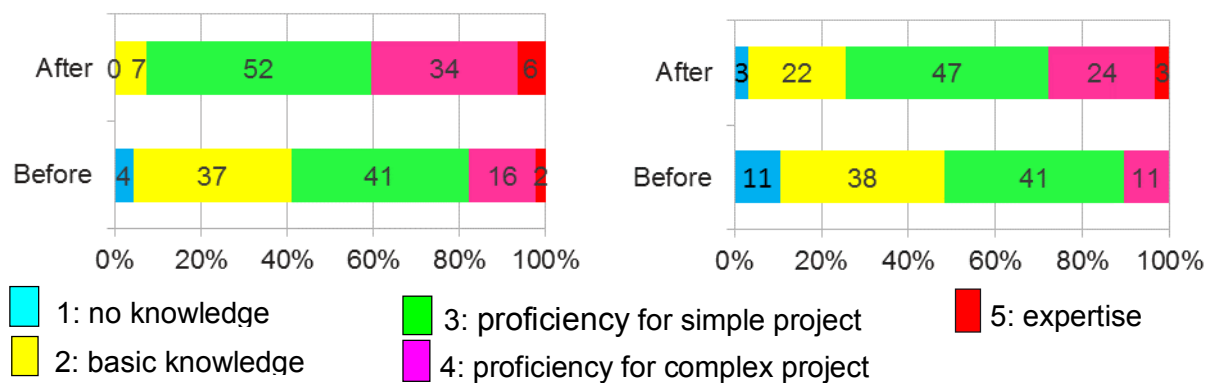 After 0 7 52 34 6
Before 4 37 41 16 2
0% 20% 40% 60% 80% 100%
After 3 22 47 24 3
Before 11 38 41 11
0% 20% 40% 60% 80% 100%
1: no knowledge
3: proficiency for simple project
5: expertise
2: basic knowledge
4: proficiency for complex project